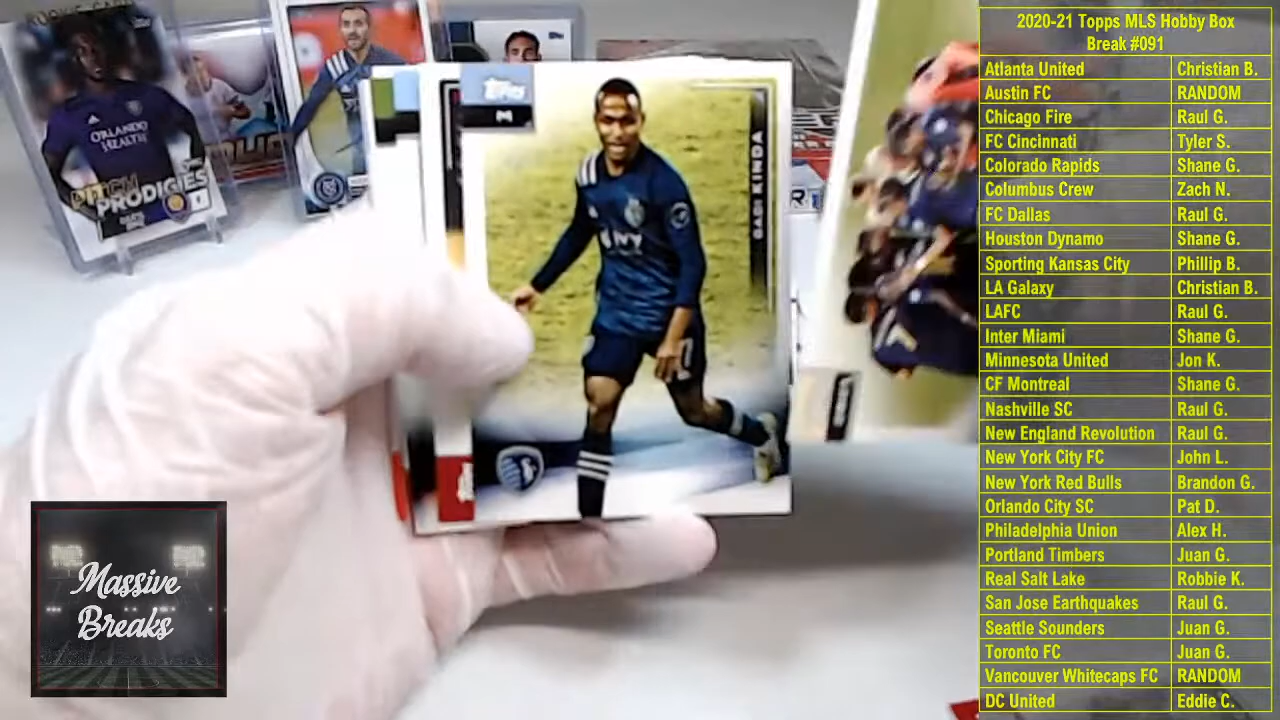 ORLANDO
HEALTH
PITCH
PRODIGIES
topps
M
GADI KINDA
Massive
Breaks
2020-21 Topps MLS Hobby Box
Break #091
Atlanta United Christian B.
Austin FC RANDOM
Chicago Fire Raul G.
FC Cincinnati Tyler S.
Colorado Rapids Shane G.
Columbus Crew Zach N.
FC Dallas Raul G.
Houston Dynamo Shane G.
Sporting Kansas City Phillip B.
LA Galaxy Christian B.
LAFC Raul G.
Inter Miami Shane G.
Minnesota United Jon K.
CF Montreal Shane G.
Nashville SC Raul G.
New England Revolution Raul G.
New York City FC John L.
New York Red Bulls Brandon G.
Orlando City SC Pat D.
Philadelphia Union Alex H.
Portland Timbers Juan G.
Real Salt Lake Robbie K.
San Jose Earthquakes Raul G.
Seattle Sounders Juan G.
Toronto FC Juan G.
Vancouver Whitecaps FC RANDOM
DC United Eddie C.